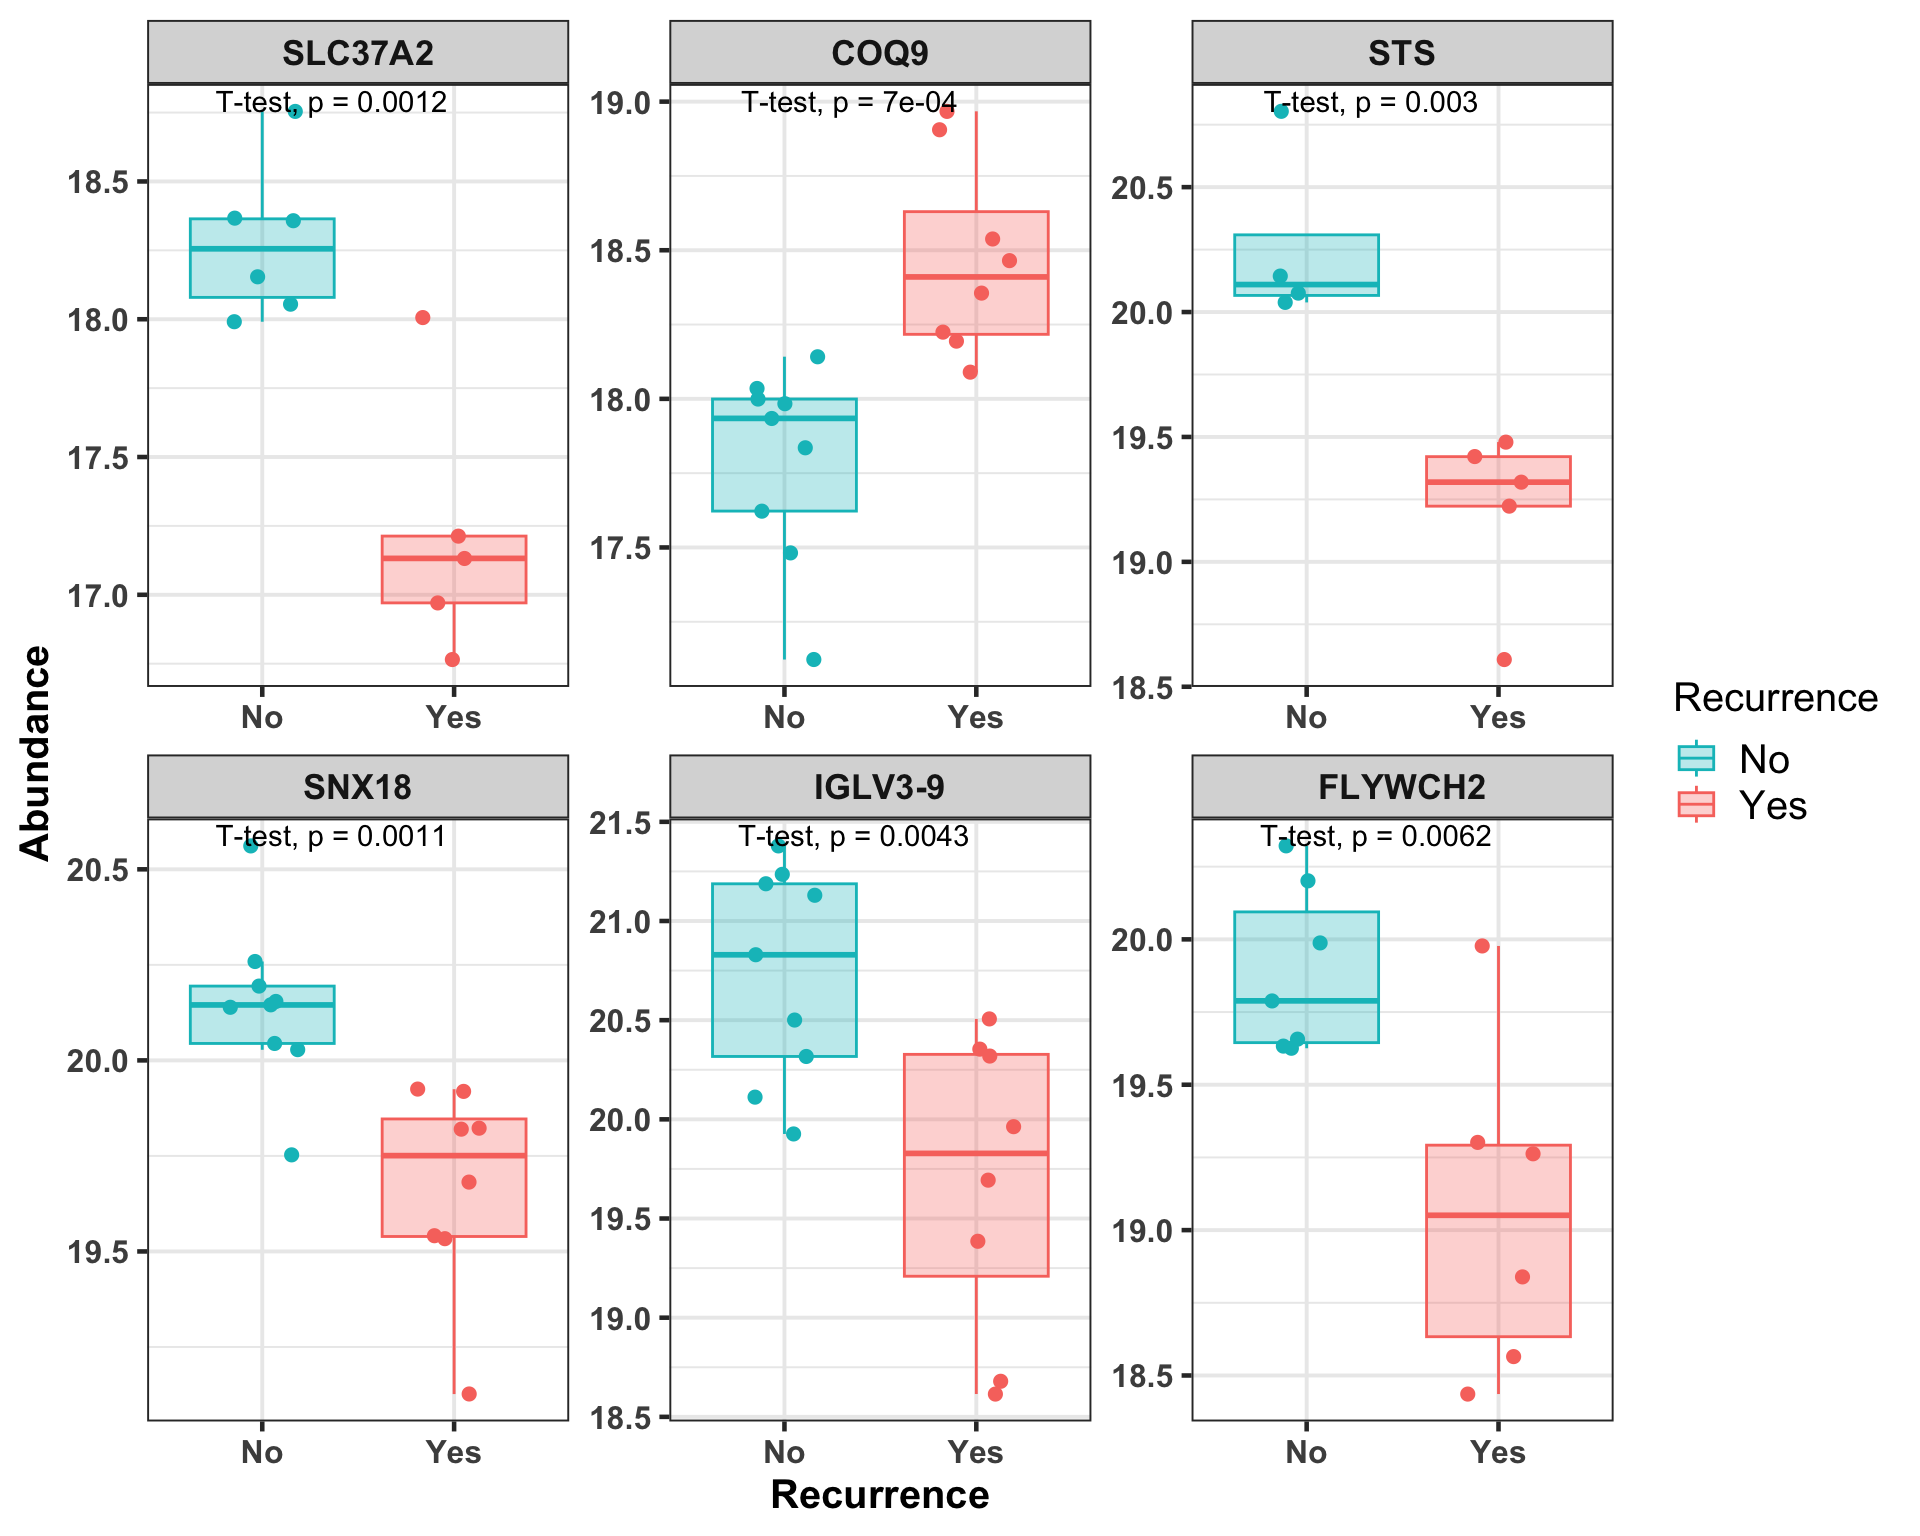 SLC37A2
COQ9
STS
T-test, p = 0.0012
T-test, p = 7e-04
T-test, p = 0.003
18.5
18.0
17.5
17.0
19.0
18.5
18.0
17.5
20.5
20.0
19.5
19.0
18.5
No
Yes
No
Yes
No
Yes
SNX18
IGLV3-9
FLYWCH2
T-test, p = 0.0011
T-test, p = 0.0043
T-test, p = 0.0062
20.5
20.0
19.5
21.5
21.0
20.5
20.0
19.5
19.0
18.5
20.0
19.5
19.0
18.5
No
Yes
No
Yes
No
Yes
Abundance
Recurrence
Recurrence
No
Yes